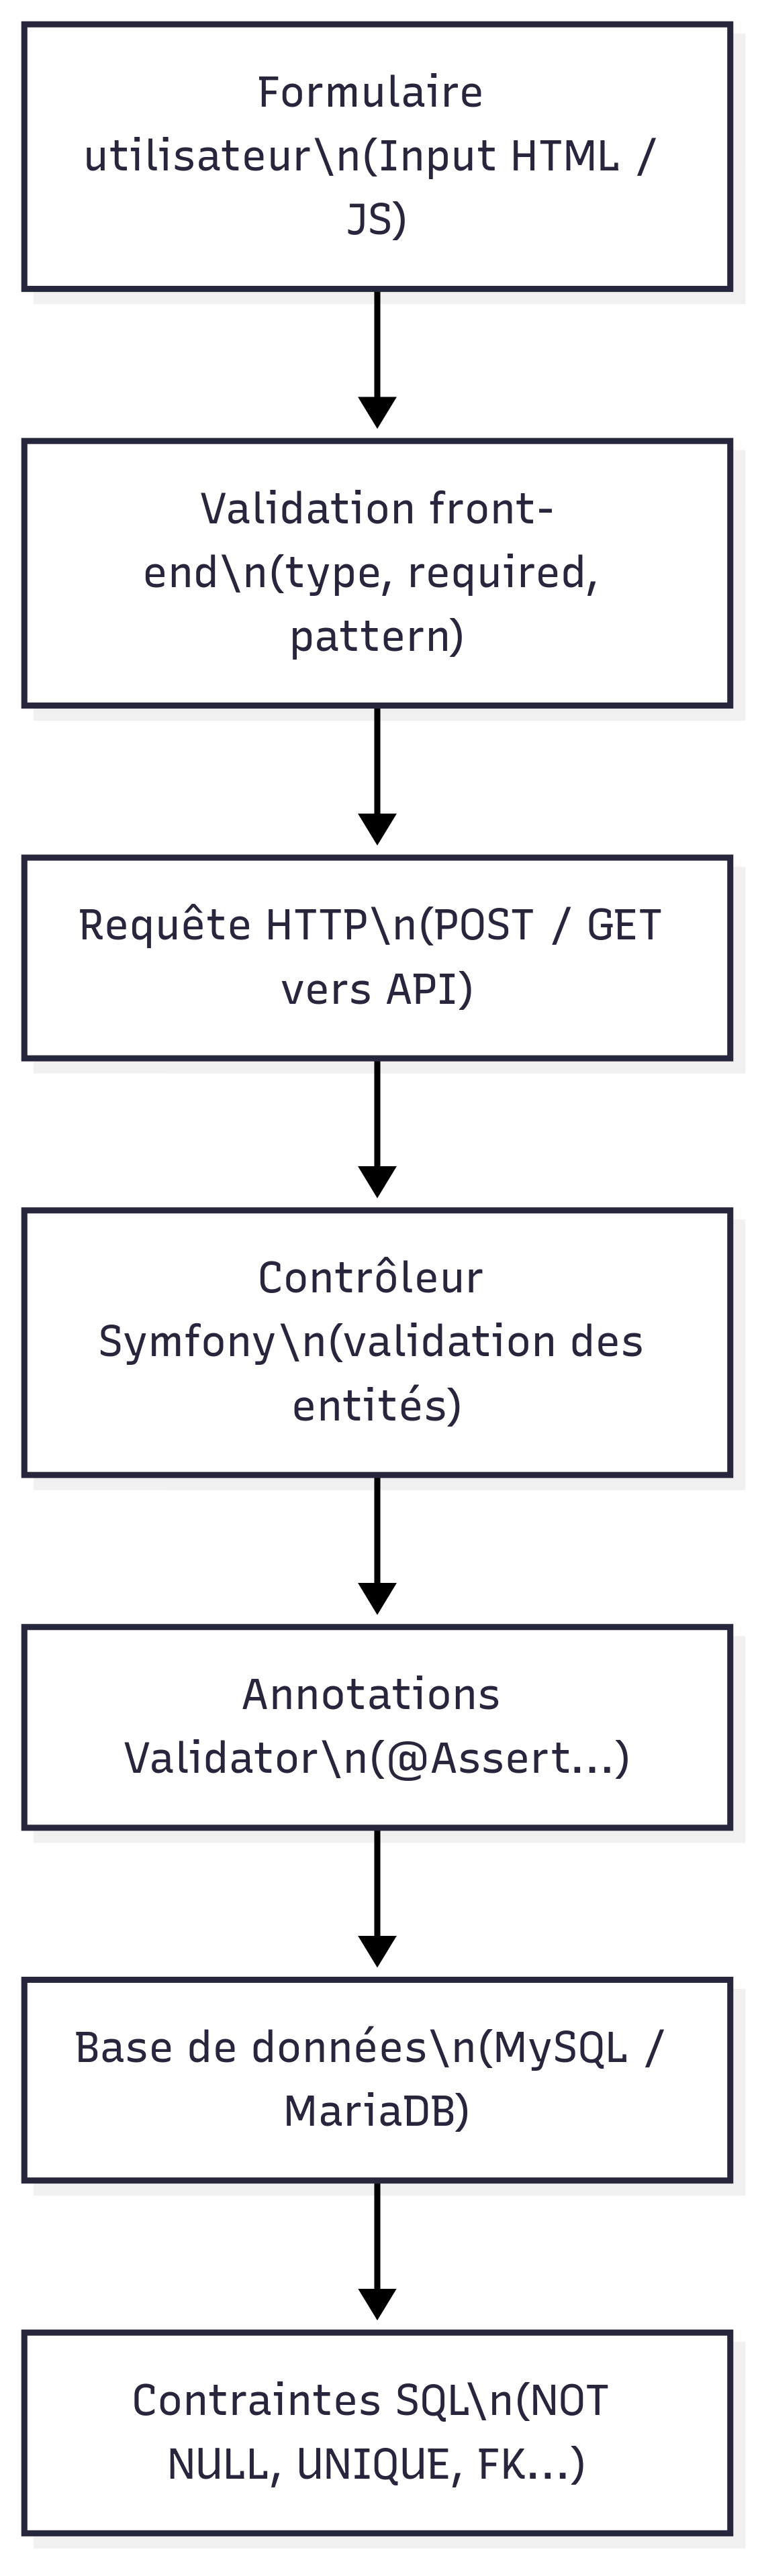 Formulaire
utilisateur\n(Input HTML /
JS)
Validation front-
end\n(type, required,
pattern)
Requête HTTP\n(POST / GET
vers API)
Contrôleur
Symfony\n(validation des
entités)
Annotations
Validator\n(@Assert...)
Base de données\n(MySQL /
MariaDB)
Contraintes SQL\n(NOT
NULL, UNIQUE, FK...)